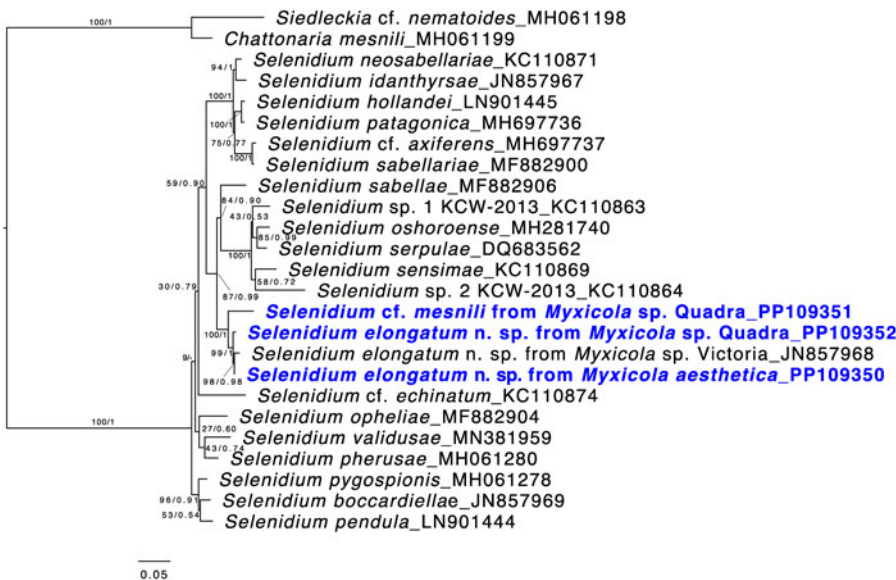 Siedleckia cf. nematoides_MH061198
100/1
Chattonaria mesnili_MH061199
Selenidium neosabellariae_KC110871
94/1
Selenidium idanthyrsae_JN857967
100/1
Selenidium hollandei_LN901445
100/1
Selenidium patagonica_MH697736
75/0.77
Selenidium cf. axiferens_MH697737
100/1
Selenidium sabellariae_MF882900
59/0.90
Selenidium sabellae_MF882906
84/0.90
Selenidium sp. 1 KCW-2013_KC110863
43/0.53
Selenidium oshoroense_MH281740
85/0.99
Selenidium serpulae_DQ683562
100/1
Selenidium sensimae_KC110869
58/0.72
Selenidium sp. 2 KCW-2013_KC110864
30/0.79
87/0.99
Selenidium cf. mesnili from Myxicola sp. Quadra_PP109351
100/1
Selenidium elongatum n. sp. from Myxicola sp. Quadra_PP109352
99/1
Selenidium elongatum n. sp. from Myxicola sp. Victoria_JN857968
9/-
98/0.98
Selenidium elongatum n. sp. from Myxicola aesthetica_PP109350
Selenidium cf. echinatum_KC110874
Selenidium opheliae_MF882904
100/1
27/0.60
Selenidium validusae_MN381959
43/0.74
Selenidium pherusae_MH061280
Selenidium pygospionis_MH061278
96/0.91
Selenidium boccardiellae_JN857969
53/0.54
Selenidium pendula_LN901444
0.05